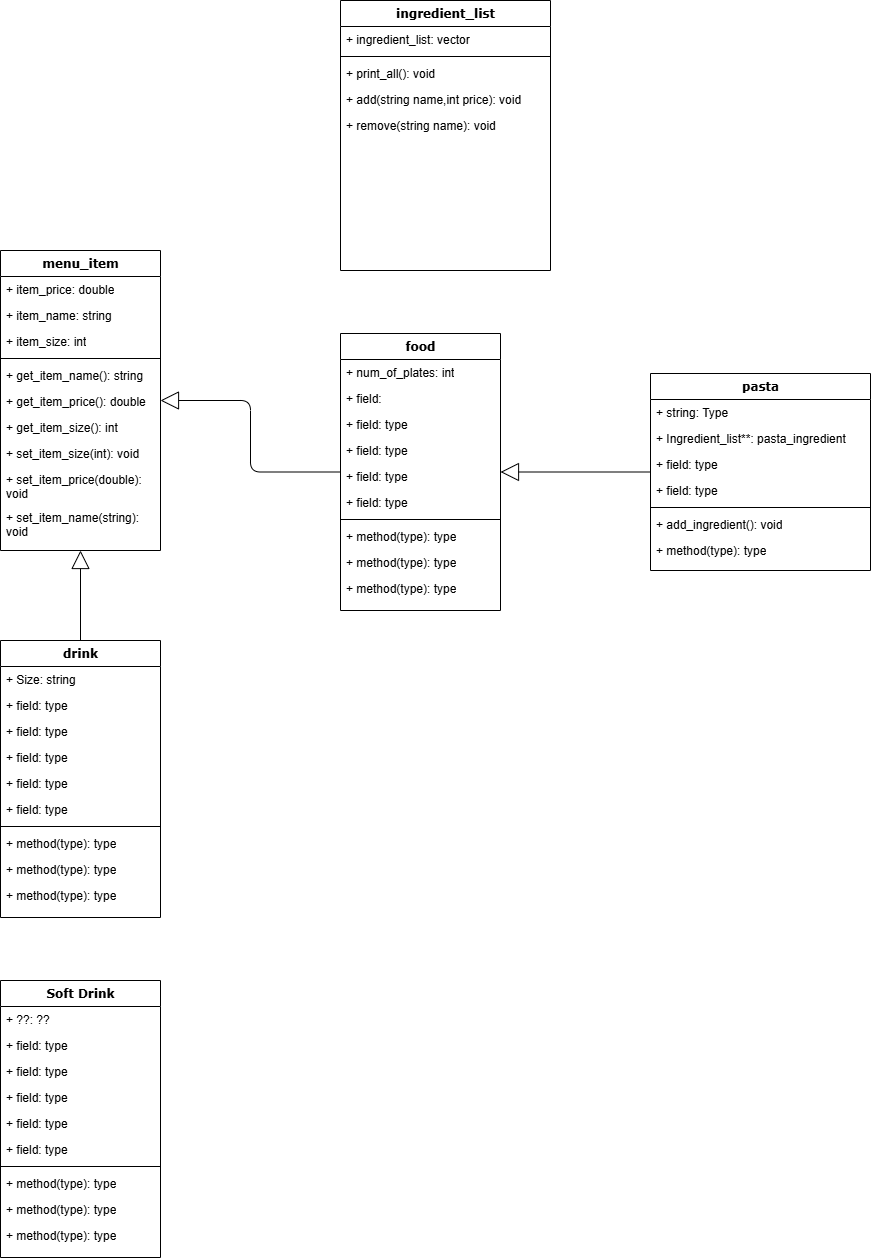 ingredient_list
+ ingredient_list: vector
+ print_all(): void
+ add(string name,int price): void
+ remove(string name): void
menu_item
+ item_price: double
+ item_name: string
+ item_size: int
+ get_item_name(): string
+ get_item_price(): double
+ get_item_size(): int
+ set_item_size(int): void
+ set_item_price(double):
void
+ set_item_name(string):
void
food
+ num_of_plates: int
+ field:
+ field: type
+ field: type
+ field: type
+ field: type
+ method(type): type
+ method(type): type
+ method(type): type
pasta
+ string: Type
+ Ingredient_list**: pasta_ingredient
+ field: type
+ field: type
+ add_ingredient(): void
+ method(type): type
drink
+ Size: string
+ field: type
+ field: type
+ field: type
+ field: type
+ field: type
+ method(type): type
+ method(type): type
+ method(type): type
Soft Drink
+ ??: ??
+ field: type
+ field: type
+ field: type
+ field: type
+ field: type
+ method(type): type
+ method(type): type
+ method(type): type